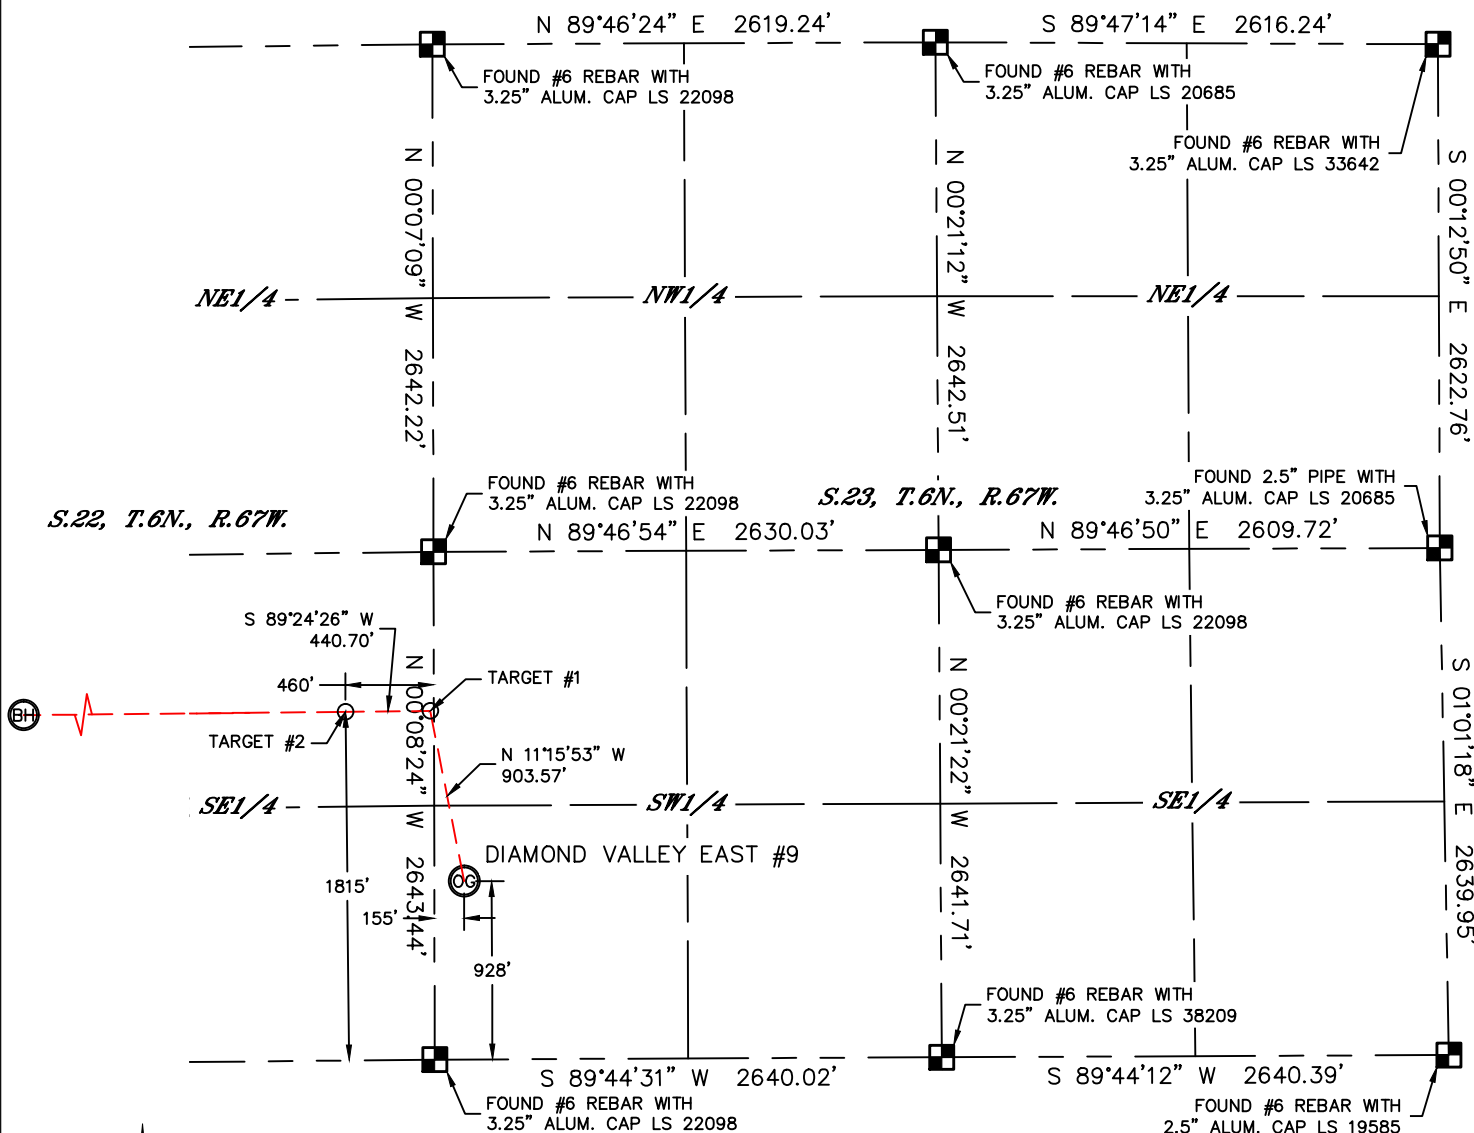 N 89°46'24" E 2619.24'
S 89°47'14" E 2616.24'
FOUND #6 REBAR WITH
3.25" ALUM. CAP LS 22098
FOUND #6 REBAR WITH
3.25" ALUM. CAP LS 20685
FOUND #6 REBAR WITH
3.25" ALUM. CAP LS 33642
N 00°07'09" W 2642.22'
N 00°21'12" W 2642.51'
S 00°12'50" E 2622.76'
NE1/4
NW1/4
NE1/4
FOUND #6 REBAR WITH
3.25" ALUM. CAP LS 22098
S.22, T.6N., R.67W.
S.23, T.6N., R.67W.
FOUND 2.5" PIPE WITH
3.25" ALUM. CAP LS 20685
N 89°46'54" E 2630.03'
N 89°46'50" E 2609.72'
FOUND #6 REBAR WITH
3.25" ALUM. CAP LS 22098
S 89°24'26" W
440.70'
460'
TARGET #1
BH
TARGET #2
N 00°08'24" W 2643.44'
N 11°15'53" W
903.57'
N 00°21'22" W 2641.71'
S 01°01'18" E 2639.95'
SE1/4
SW1/4
SE1/4
DIAMOND VALLEY EAST #9
OG
1815'
155'
928'
FOUND #6 REBAR WITH
3.25" ALUM. CAP LS 38209
S 89°44'31" W 2640.02'
S 89°44'12" W 2640.39'
FOUND #6 REBAR WITH
3.25" ALUM. CAP LS 22098
FOUND #6 REBAR WITH
2.5" ALUM. CAP LS 19585